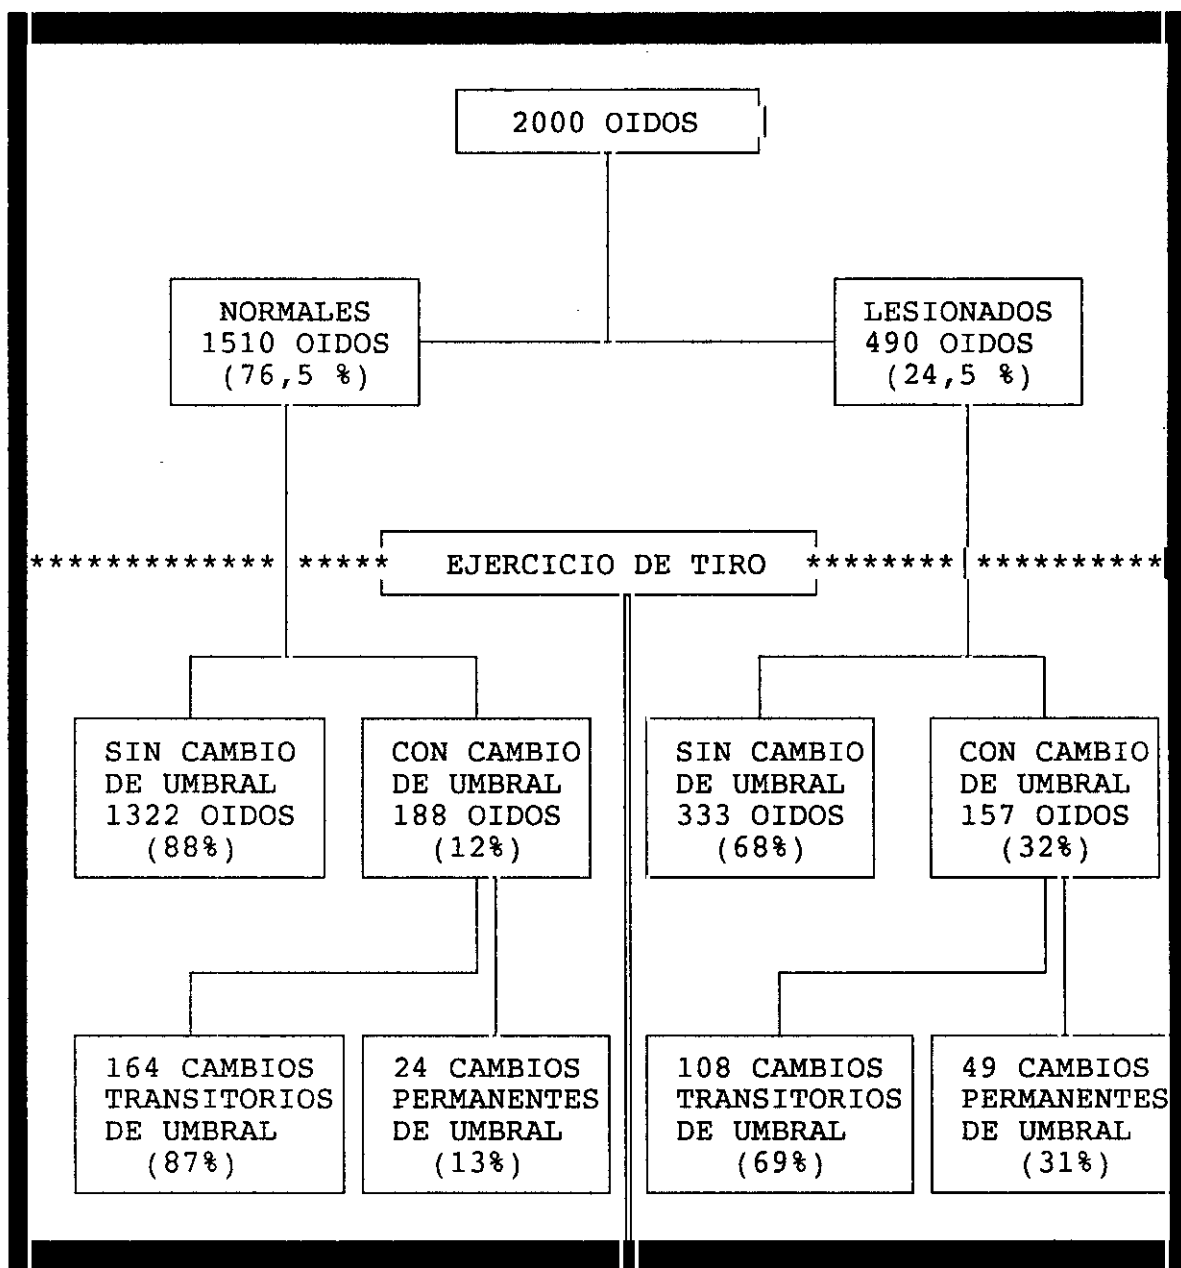 2000 OIDOS
NORMALES
1510 OIDOS
(76,5 %)
LESIONADOS
490 OIDOS
(24,5 %)
************* ***** EJERCICIO DE TIRO ******** **********
SIN CAMBIO
DE UMBRAL
1322 OIDOS
(88%)
CON CAMBIO
DE UMBRAL
188 OIDOS
(12%)
SIN CAMBIO
DE UMBRAL
333 OIDOS
(68%)
CON CAMBIO
DE UMBRAL
157 OIDOS
(32%)
164 CAMBIOS
TRANSITORIOS
DE UMBRAL
(87%)
24 CAMBIOS
PERMANENTES
DE UMBRAL
(13%)
108 CAMBIOS
TRANSITORIOS
DE UMBRAL
(69%)
49 CAMBIOS
PERMANENTES
DE UMBRAL
(31%)